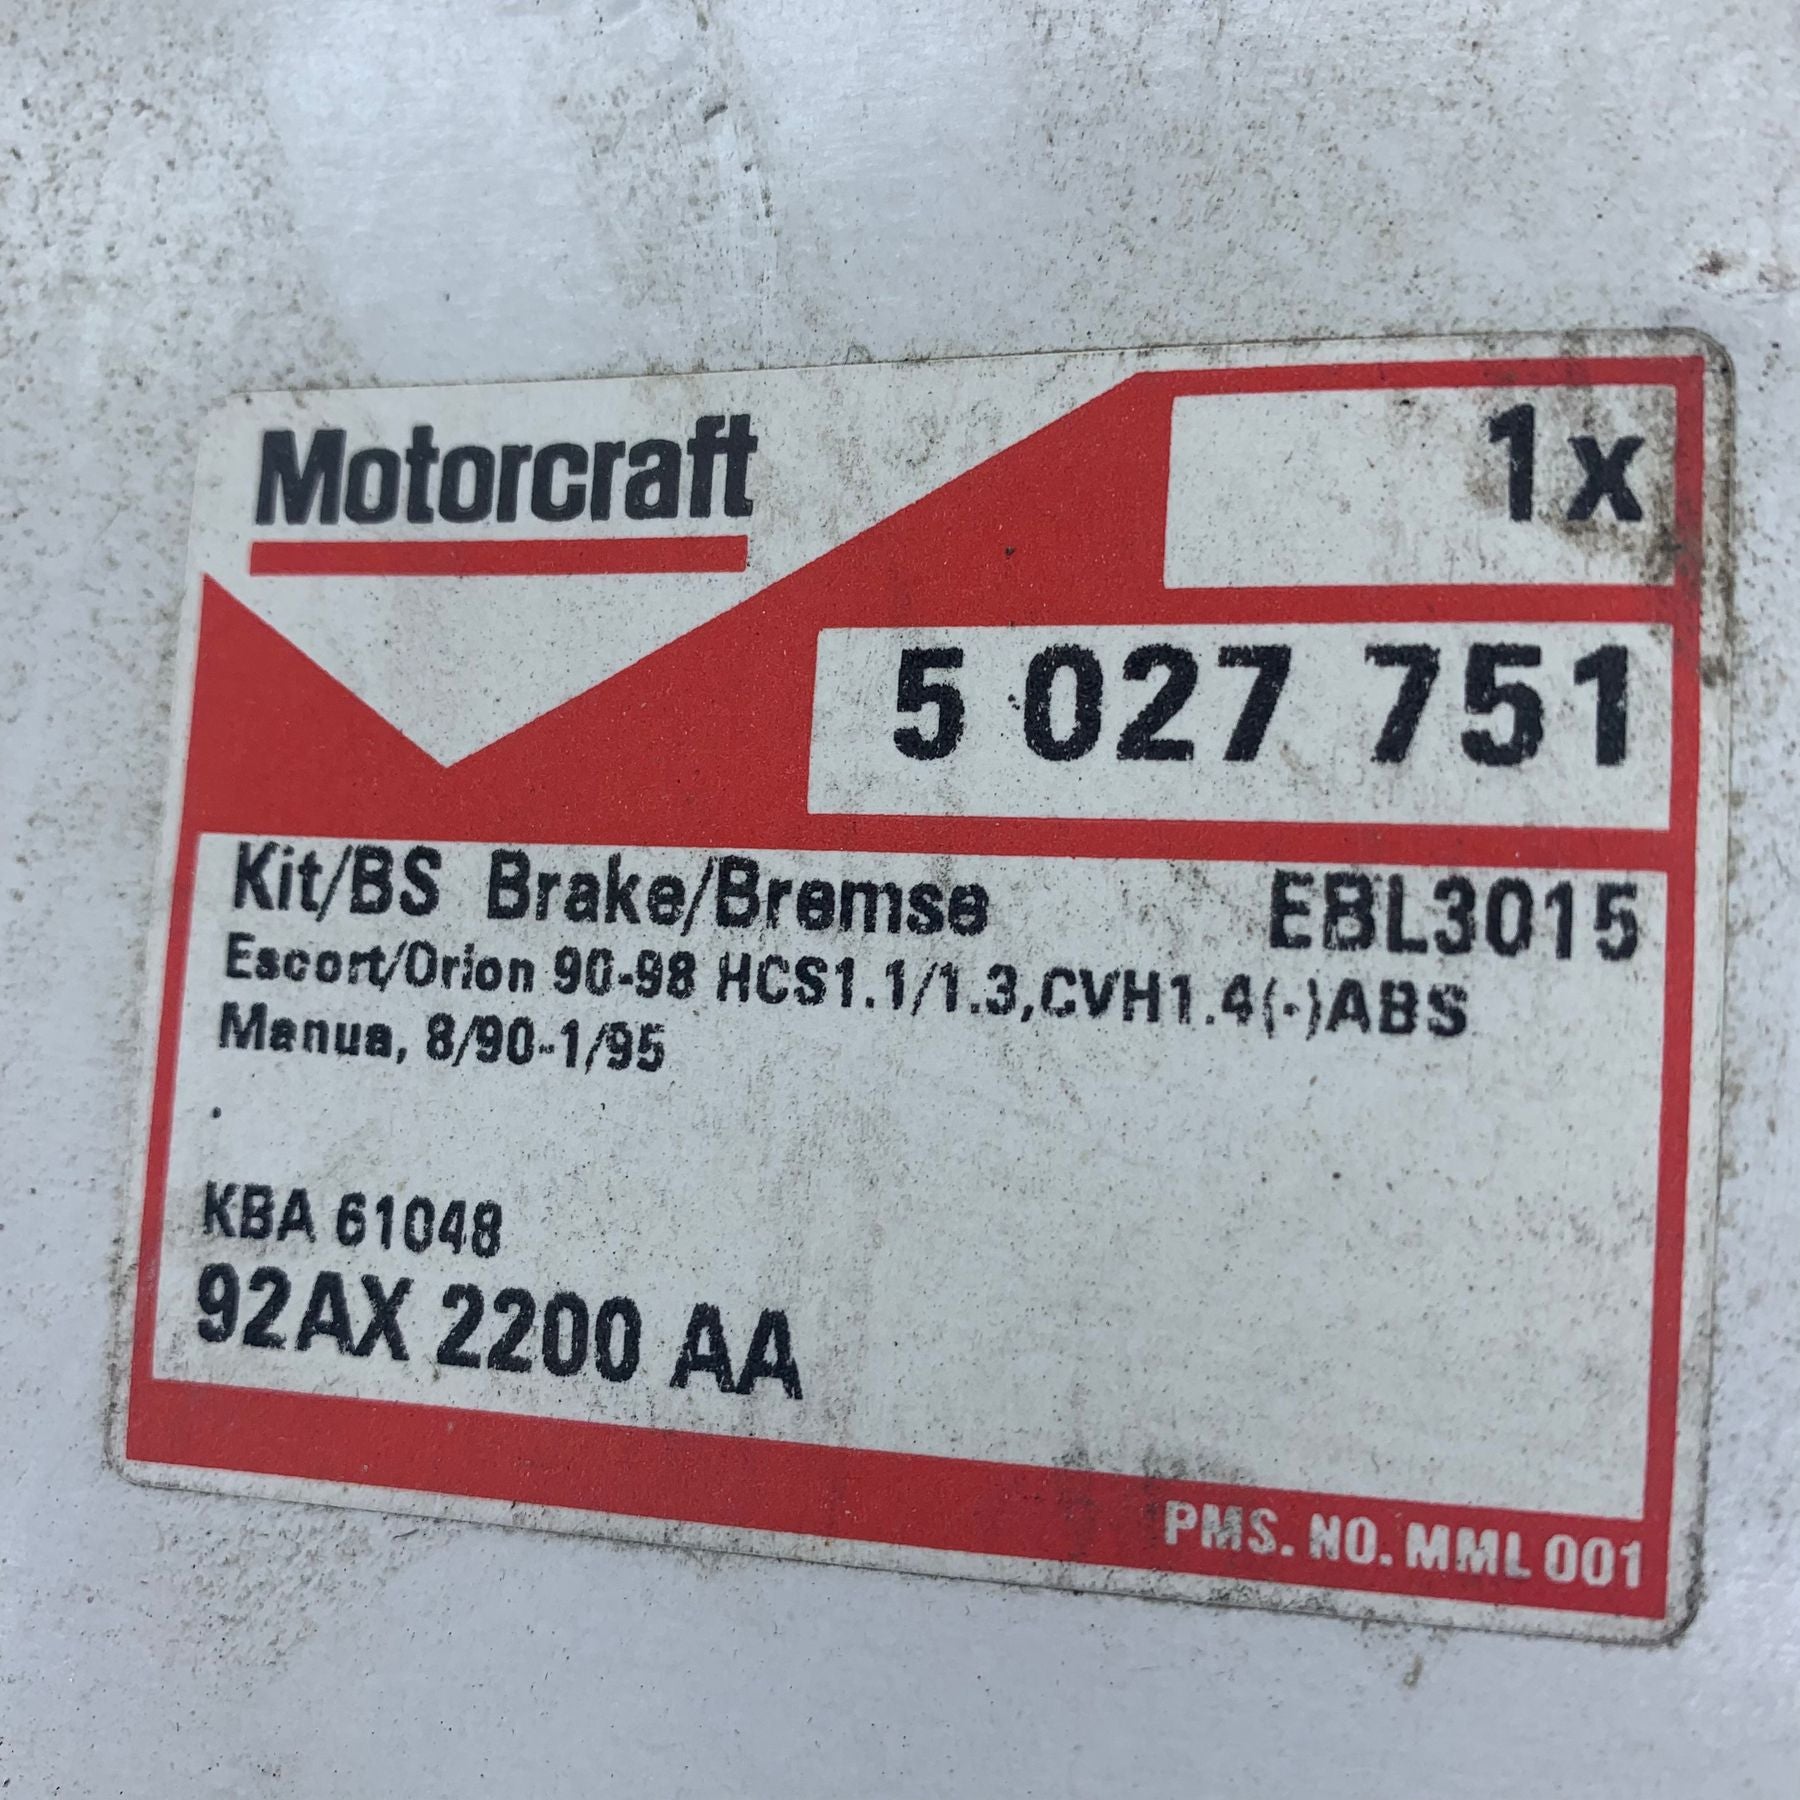 Motorcraft
1x
5 027 751
Kit/BS Brake/Bremse EBL3015
Escort/Orion 90-98 HCS1.1/1.3,CVH1.4(-)ABS
Manua, 8/90-1/95
.
KBA 61048
92AX 2200 AA
PMS. NO. MML 001